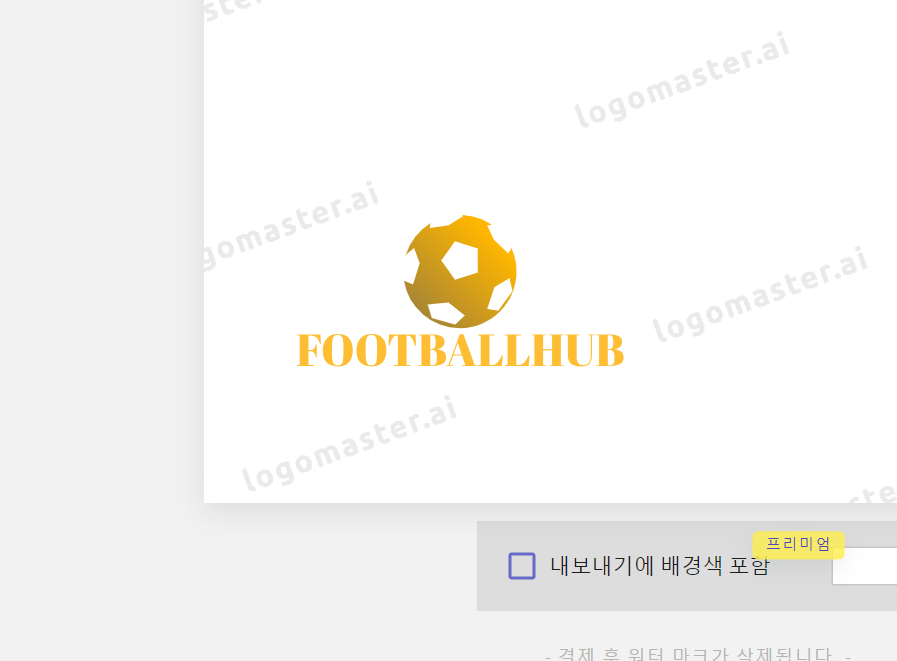 logomaster.ai
logomaster.ai
FOOTBALLHUB
logomaster.ai
logomaster.ai
프리미엄
내보내기에 배경색 포함
- 결제 후 워터 마크가 삭제됩니다. -